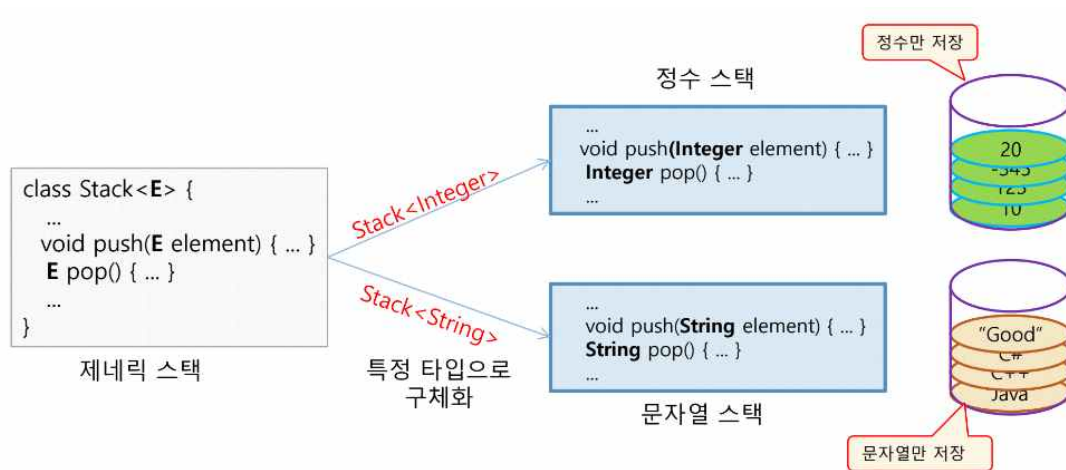 class Stack<E> {
...
void push(E element) { ... }
E pop() { ... }
...
}
제네릭 스택
Stack<Integer>
Stack<String>
특정 타입으로
구체화
정수 스택
...
void push(Integer element) { ... }
Integer pop() { ... }
...
정수만 저장
20
-345
123
10
...
void push(String element) { ... }
String pop() { ... }
...
문자열 스택
"Good"
C#
C++
Java
문자열만 저장